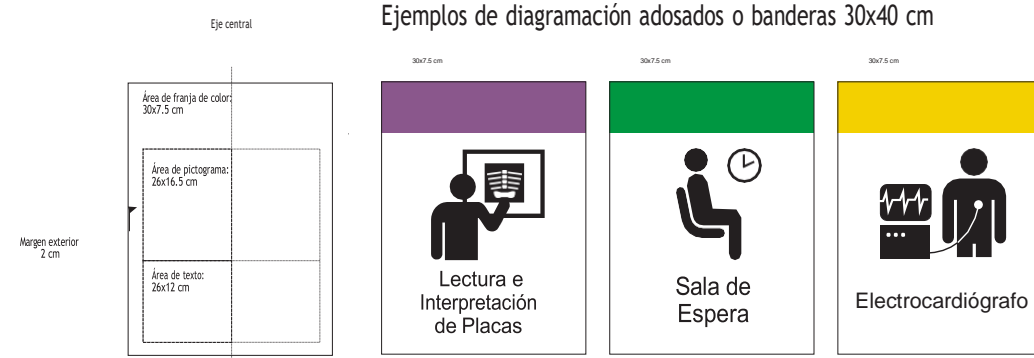 Eje central
Ejemplos de diagramación adosados o banderas 30x40 cm
30x7.5 cm
30x7.5 cm
30x7.5 cm
Área de franja de color:
30x7.5 cm
Área de pictograma:
26x16.5 cm
Margen exterior
2 cm
Área de texto:
26x12 cm
Lectura e
Interpretación
de Placas
Sala de
Espera
Electrocardiógrafo